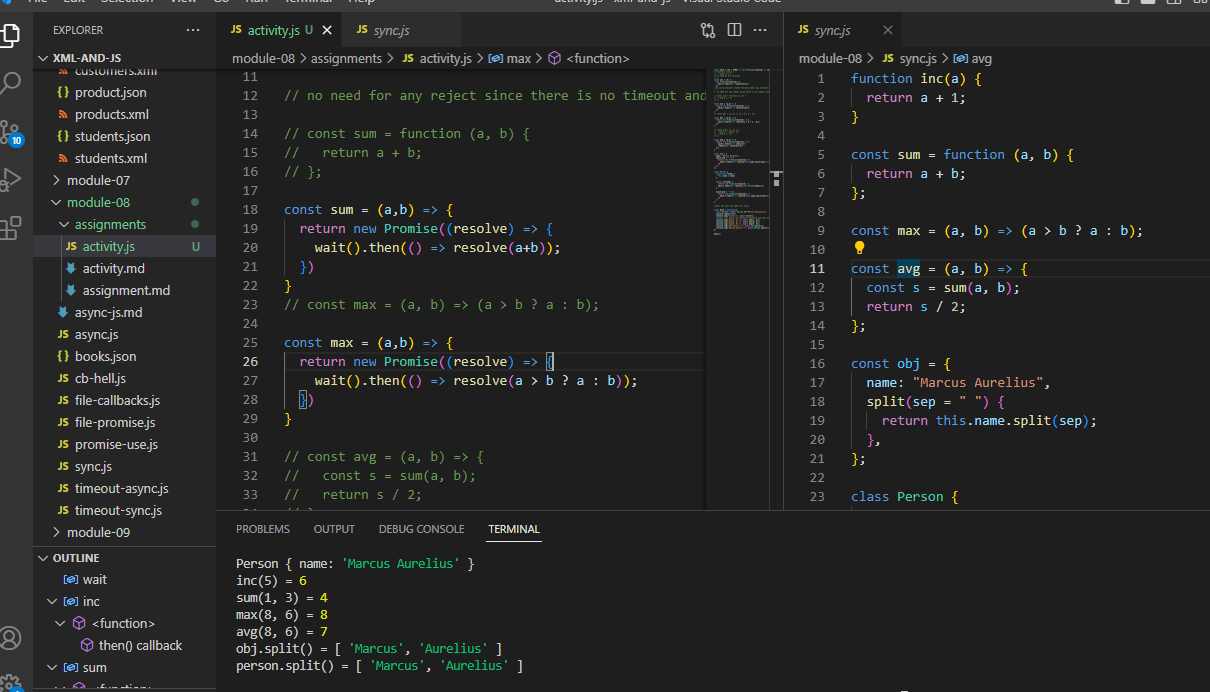 activity.js - xml-and-js - Visual Studio Code
EXPLORER
XML-AND-JS
customers.xml
product.json
products.xml
students.json
students.xml
module-07
module-08
assignments
activity.js U
activity.md
assignment.md
async-js.md
async.js
books.json
cb-hell.js
file-callbacks.js
file-promise.js
promise-use.js
sync.js
timeout-async.js
timeout-sync.js
module-09
OUTLINE
wait
inc
<function>
then() callback
sum
<function>
10
activity.js U
sync.js
module-08 > assignments > JS activity.js > max > <function>
11
12 // no need for any reject since there is no timeout and
13
14 // const sum = function (a, b) {
15 //   return a + b;
16 // };
17
18 const sum = (a,b) => {
19   return new Promise((resolve) => {
20     wait().then(() => resolve(a+b));
21   })
22 }
23 // const max = (a, b) => (a > b ? a : b);
24
25 const max = (a,b) => {
26   return new Promise((resolve) => {
27     wait().then(() => resolve(a > b ? a : b));
28   })
29 }
30
31 // const avg = (a, b) => {
32 //   const s = sum(a, b);
33 //   return s / 2;
JS sync.js
module-08 > JS sync.js > avg
1 function inc(a) {
2   return a + 1;
3 }
4
5 const sum = function (a, b) {
6   return a + b;
7 };
8
9 const max = (a, b) => (a > b ? a : b);
10
11 const avg = (a, b) => {
12   const s = sum(a, b);
13   return s / 2;
14 };
15
16 const obj = {
17   name: "Marcus Aurelius",
18   split(sep = " ") {
19     return this.name.split(sep);
20   },
21 };
22
23 class Person {
PROBLEMS OUTPUT DEBUG CONSOLE TERMINAL
Person { name: 'Marcus Aurelius' }
inc(5) = 6
sum(1, 3) = 4
max(8, 6) = 8
avg(8, 6) = 7
obj.split() = [ 'Marcus', 'Aurelius' ]
person.split() = [ 'Marcus', 'Aurelius' ]